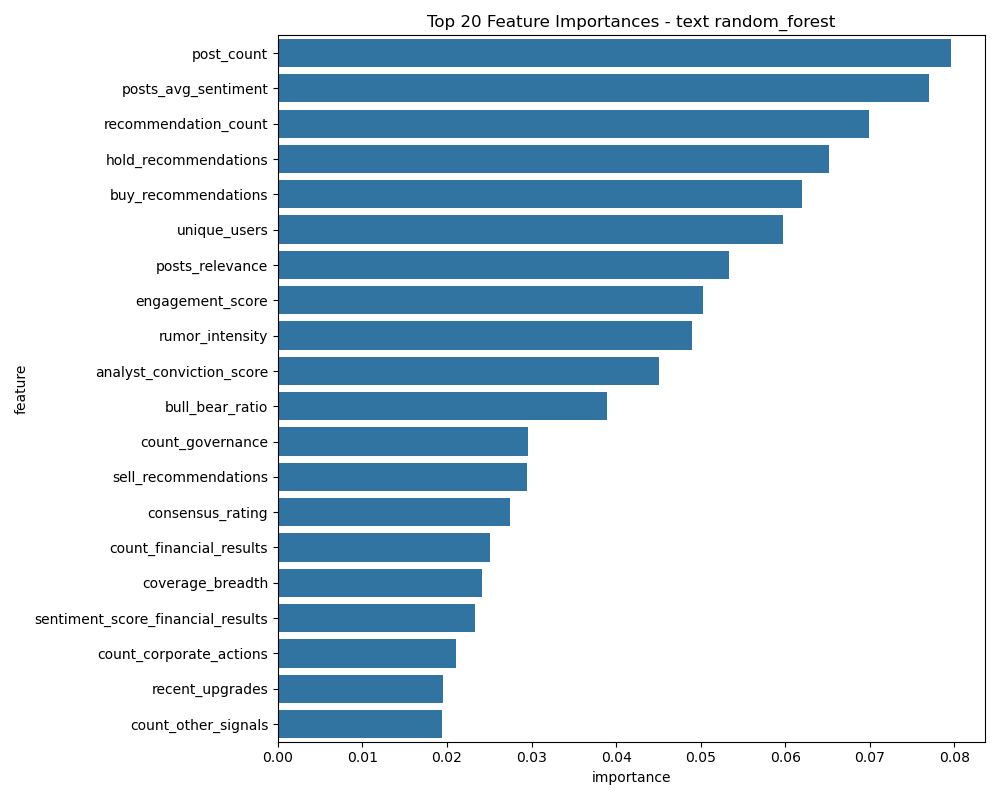 Top 20 Feature Importances - text random_forest
post_count
posts_avg_sentiment
recommendation_count
hold_recommendations
buy_recommendations
unique_users
posts_relevance
engagement_score
rumor_intensity
analyst_conviction_score
bull_bear_ratio
count_governance
sell_recommendations
consensus_rating
count_financial_results
coverage_breadth
sentiment_score_financial_results
count_corporate_actions
recent_upgrades
count_other_signals
feature
0.00 0.01 0.02 0.03 0.04 0.05 0.06 0.07 0.08
importance